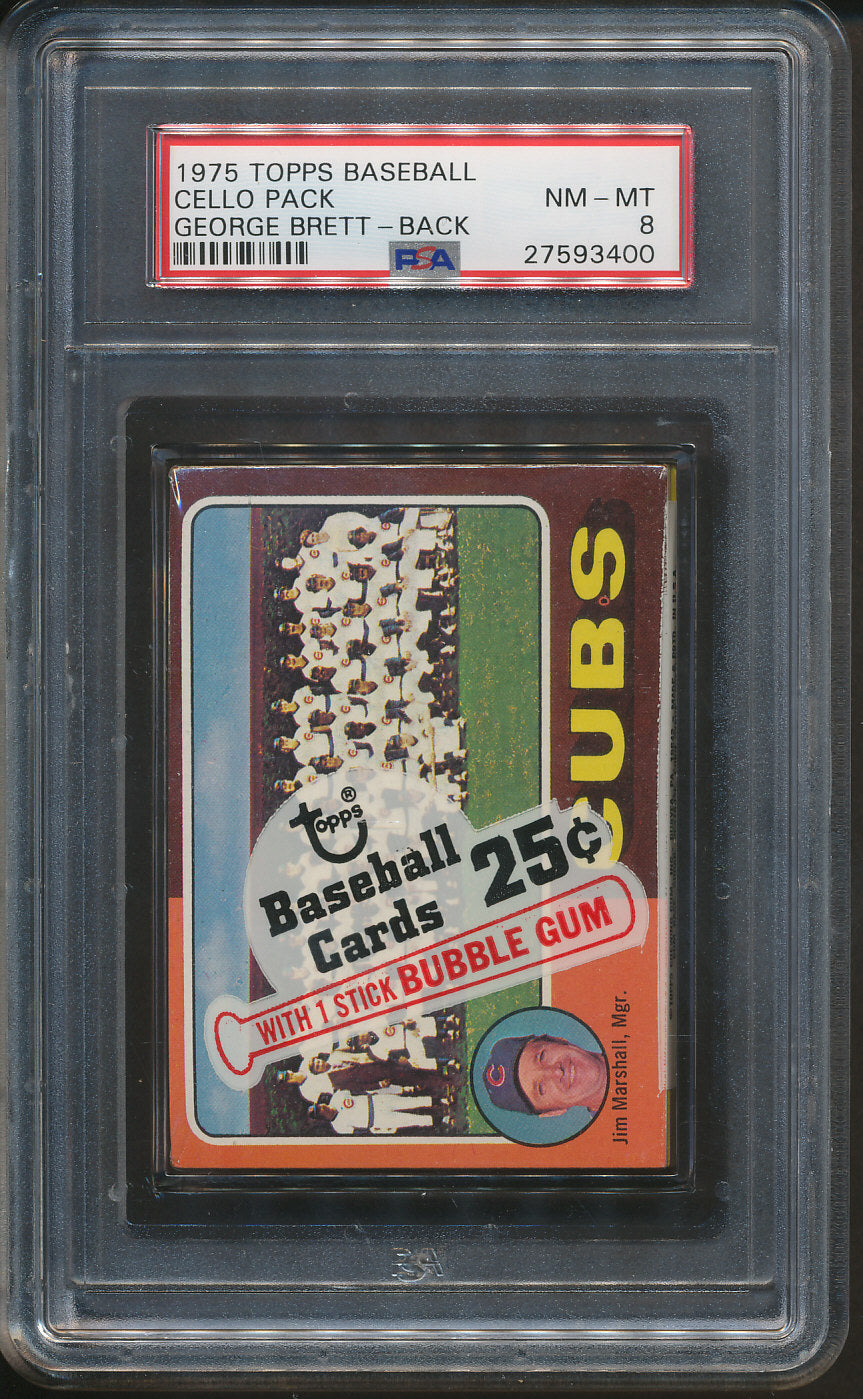 1975 TOPPS BASEBALL
CELLO PACK NM-MT
GEORGE BRETT-BACK 8
PSA 27593400
CUBS
topps®
Baseball
Cards 25¢
WITH 1 STICK BUBBLE GUM
Jim Marshall, Mgr.
PSA